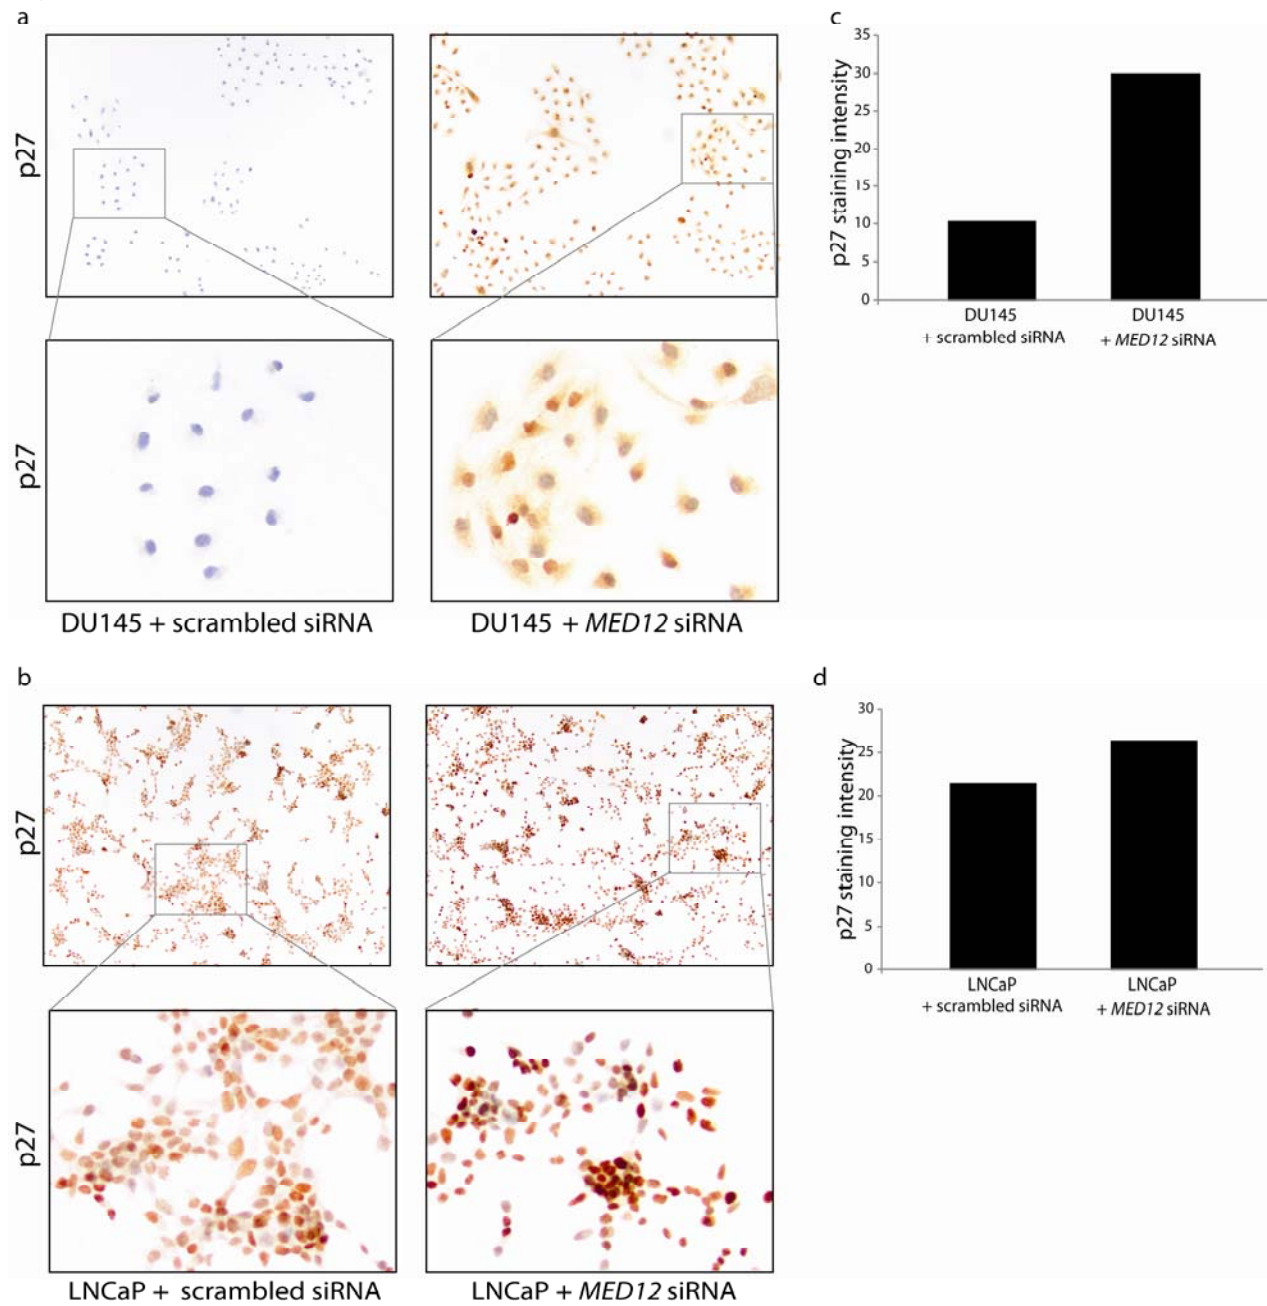 a
p27
p27
DU145 + scrambled siRNA
DU145 + MED12 siRNA
c
p27 staining intensity
35
30
25
20
15
10
5
0
DU145
+ scrambled siRNA
DU145
+ MED12 siRNA
b
p27
p27
LNCaP + scrambled siRNA
LNCaP + MED12 siRNA
d
p27 staining intensity
30
25
20
15
10
5
0
LNCaP
+ scrambled siRNA
LNCaP
+ MED12 siRNA